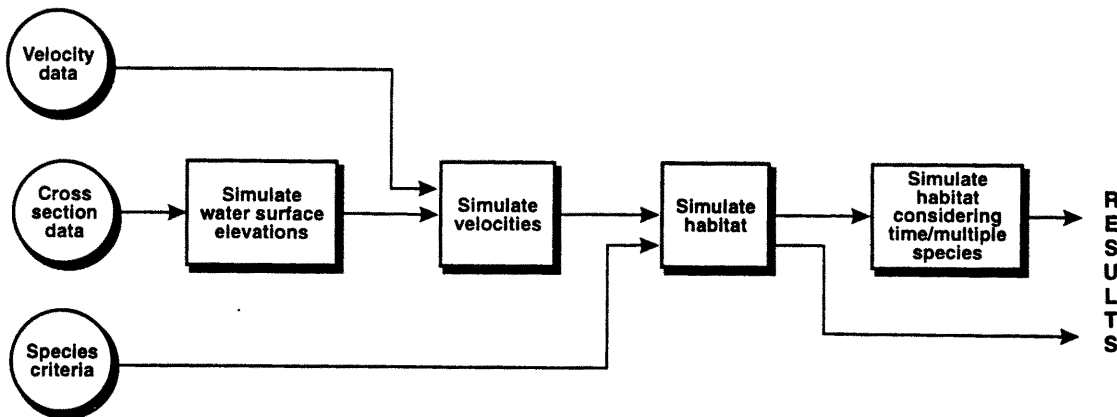 Velocity
data
Cross
section
data
Simulate
water surface
elevations
Simulate
velocities
Simulate
habitat
Simulate
habitat
considering
time/multiple
species
Species
criteria
RESULTS